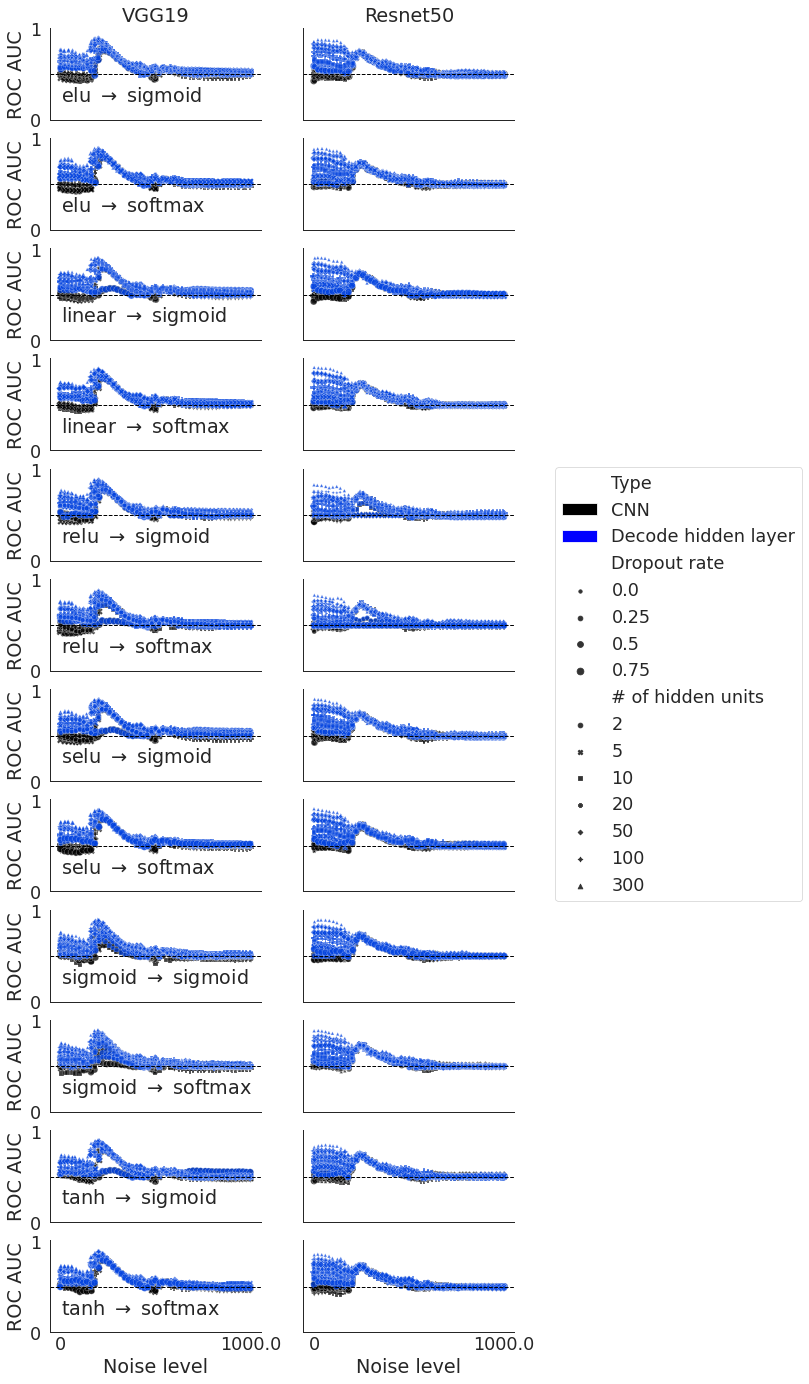 VGG19 Resnet50
1
ROC AUC
0
elu → sigmoid
1
ROC AUC
0
elu → softmax
1
ROC AUC
0
linear → sigmoid
1
ROC AUC
0
linear → softmax
1
ROC AUC
0
relu → sigmoid
1
ROC AUC
0
relu → softmax
1
ROC AUC
0
selu → sigmoid
1
ROC AUC
0
selu → softmax
1
ROC AUC
0
sigmoid → sigmoid
1
ROC AUC
0
sigmoid → softmax
1
ROC AUC
0
tanh → sigmoid
1
ROC AUC
0
tanh → softmax
0 1000.0 0 1000.0
Noise level Noise level
Type
CNN
Decode hidden layer
Dropout rate
0.0
0.25
0.5
0.75
# of hidden units
2
5
10
20
50
100
300